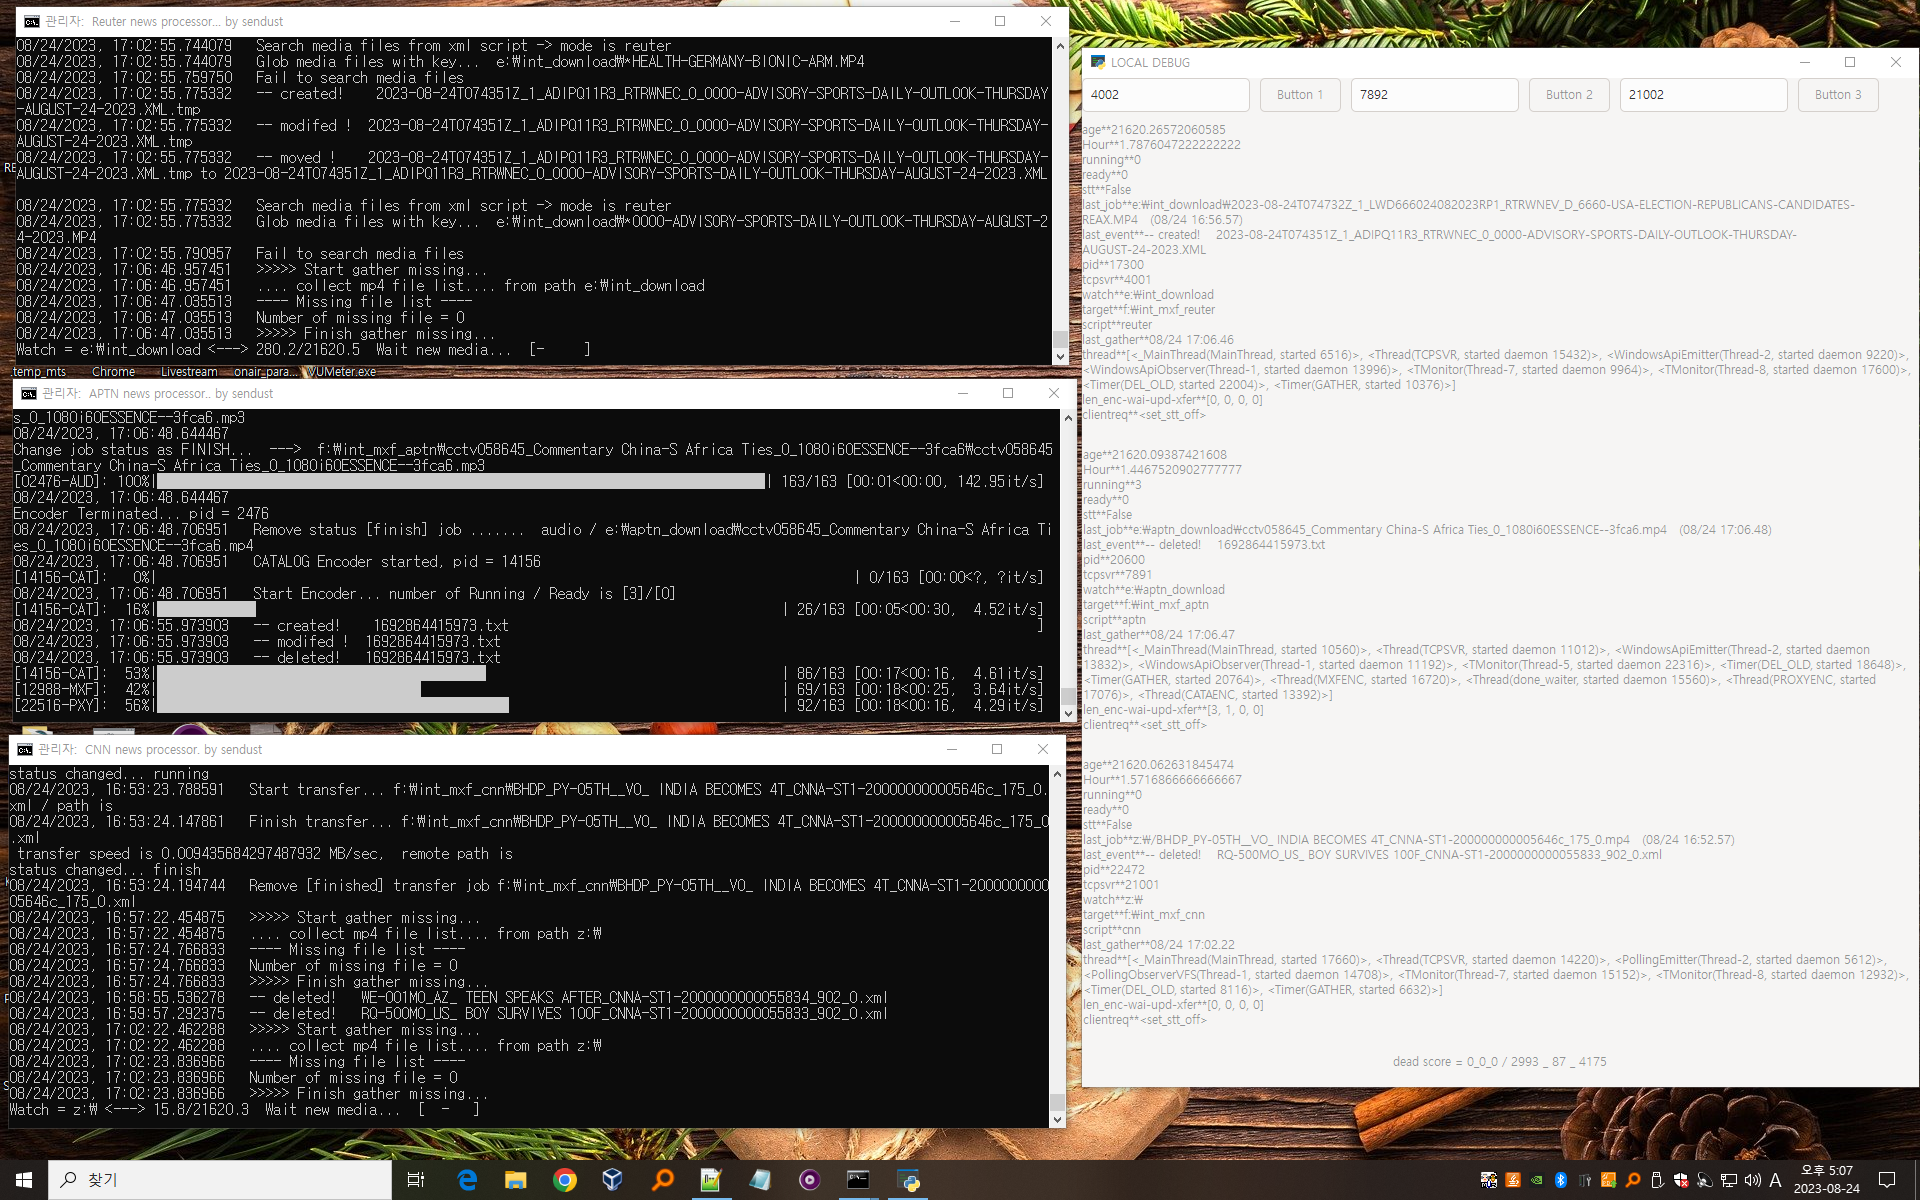 관리자:  Reuter news processor... by sendust
08/24/2023, 17:02:55.744079   Search media files from xml script -> mode is reuter
08/24/2023, 17:02:55.744079   Glob media files with key...  e:₩int_download₩*HEALTH-GERMANY-BIONIC-ARM.MP4
08/24/2023, 17:02:55.759750   Fail to search media files
08/24/2023, 17:02:55.775332   -- created!    2023-08-24T074351Z_1_ADIPQ11R3_RTRWNEC_0_0000-ADVISORY-SPORTS-DAILY-OUTLOOK-THURSDAY
-AUGUST-24-2023.XML.tmp
08/24/2023, 17:02:55.775332   -- modifed !  2023-08-24T074351Z_1_ADIPQ11R3_RTRWNEC_0_0000-ADVISORY-SPORTS-DAILY-OUTLOOK-THURSDAY-
AUGUST-24-2023.XML.tmp
08/24/2023, 17:02:55.775332   -- moved !    2023-08-24T074351Z_1_ADIPQ11R3_RTRWNEC_0_0000-ADVISORY-SPORTS-DAILY-OUTLOOK-THURSDAY-
AUGUST-24-2023.XML.tmp to 2023-08-24T074351Z_1_ADIPQ11R3_RTRWNEC_0_0000-ADVISORY-SPORTS-DAILY-OUTLOOK-THURSDAY-AUGUST-24-2023.XML
08/24/2023, 17:02:55.775332   Search media files from xml script -> mode is reuter
08/24/2023, 17:02:55.775332   Glob media files with key...  e:₩int_download₩*0000-ADVISORY-SPORTS-DAILY-OUTLOOK-THURSDAY-AUGUST-2
4-2023.MP4
08/24/2023, 17:02:55.790957   Fail to search media files
08/24/2023, 17:06:46.957451   >>>>> Start gather missing...
08/24/2023, 17:06:46.957451   .... collect mp4 file list.... from path e:₩int_download
08/24/2023, 17:06:47.035513   ---- Missing file list ----
08/24/2023, 17:06:47.035513   Number of missing file = 0
08/24/2023, 17:06:47.035513   >>>>> Finish gather missing...
Watch = e:₩int_download <---> 280.2/21620.5  Wait new media...  [-     ]
temp_mts
Chrome
Livestream
onair_para...
VUMeter.exe
관리자:  APTN news processor.. by sendust
s_0_1080i60ESSENCE--3fca6.mp3
08/24/2023, 17:06:48.644467
Change job status as FINISH...  --->  f:₩int_mxf_aptn₩cctv058645_Commentary China-S Africa Ties_0_1080i60ESSENCE--3fca6₩cctv058645
_Commentary China-S Africa Ties_0_1080i60ESSENCE--3fca6.mp3
[02476-AUD]: 100%| | 163/163 [00:01<00:00, 142.95it/s]
08/24/2023, 17:06:48.644467
Encoder Terminated... pid = 2476
08/24/2023, 17:06:48.706951   Remove status [finish] job .......  audio / e:₩aptn_download₩cctv058645_Commentary China-S Africa Ti
es_0_1080i60ESSENCE--3fca6.mp4
08/24/2023, 17:06:48.706951   CATALOG Encoder started, pid = 14156
[14156-CAT]:   0%| | 0/163 [00:00<?, ?it/s]
08/24/2023, 17:06:48.706951   Start Encoder... number of Running / Ready is [3]/[0]
[14156-CAT]:  16%| | 26/163 [00:05<00:30,  4.52it/s]
08/24/2023, 17:06:55.973903   -- created!    1692864415973.txt ]
08/24/2023, 17:06:55.973903   -- modifed !  1692864415973.txt
08/24/2023, 17:06:55.973903   -- deleted!   1692864415973.txt
[14156-CAT]:  53%| | 86/163 [00:17<00:16,  4.61it/s]
[12988-MXF]:  42%| | 69/163 [00:18<00:25,  3.64it/s]
[22516-PXY]:  56%| | 92/163 [00:18<00:16,  4.29it/s]
관리자:  CNN news processor. by sendust
status changed... running
08/24/2023, 16:53:23.788591   Start transfer... f:₩int_mxf_cnn₩BHDP_PY-05TH__VO_ INDIA BECOMES 4T_CNNA-ST1-200000000005646c_175_0.
xml / path is
08/24/2023, 16:53:24.147861   Finish transfer... f:₩int_mxf_cnn₩BHDP_PY-05TH__VO_ INDIA BECOMES 4T_CNNA-ST1-200000000005646c_175_0
.xml
transfer speed is 0.009435684297487932 MB/sec,  remote path is
status changed... finish
08/24/2023, 16:53:24.194744   Remove [finished] transfer job f:₩int_mxf_cnn₩BHDP_PY-05TH__VO_ INDIA BECOMES 4T_CNNA-ST1-2000000000
05646c_175_0.xml
08/24/2023, 16:57:22.454875   >>>>> Start gather missing...
08/24/2023, 16:57:22.454875   .... collect mp4 file list.... from path z:₩
08/24/2023, 16:57:24.766833   ---- Missing file list ----
08/24/2023, 16:57:24.766833   Number of missing file = 0
08/24/2023, 16:57:24.766833   >>>>> Finish gather missing...
08/24/2023, 16:58:55.536278   -- deleted!   WE-001MO_AZ_ TEEN SPEAKS AFTER_CNNA-ST1-2000000000055834_902_0.xml
08/24/2023, 16:59:57.292375   -- deleted!   RQ-500MO_US_ BOY SURVIVES 100F_CNNA-ST1-2000000000055833_902_0.xml
08/24/2023, 17:02:22.462288   >>>>> Start gather missing...
08/24/2023, 17:02:22.462288   .... collect mp4 file list.... from path z:₩
08/24/2023, 17:02:23.836966   ---- Missing file list ----
08/24/2023, 17:02:23.836966   Number of missing file = 0
08/24/2023, 17:02:23.836966   >>>>> Finish gather missing...
Watch = z:₩ <---> 15.8/21620.3  Wait new media...  [  -   ]
LOCAL DEBUG
4002
Button 1
7892
Button 2
21002
Button 3
age**21620.26572060585
Hour**1.7876047222222222
running**0
ready**0
stt**False
last_job**e:₩int_download₩2023-08-24T074732Z_1_LWD666024082023RP1_RTRWNEV_D_6660-USA-ELECTION-REPUBLICANS-CANDIDATES-
REAX.MP4   (08/24 16:56.57)
last_event**-- created!    2023-08-24T074351Z_1_ADIPQ11R3_RTRWNEC_0_0000-ADVISORY-SPORTS-DAILY-OUTLOOK-THURSDAY-
AUGUST-24-2023.XML
pid**17300
tcpsvr**4001
watch**e:₩int_download
target**f:₩int_mxf_reuter
script**reuter
last_gather**08/24 17:06.46
thread**[<_MainThread(MainThread, started 6516)>, <Thread(TCPSVR, started daemon 15432)>, <WindowsApiEmitter(Thread-2, started daemon 9220)>,
<WindowsApiObserver(Thread-1, started daemon 13996)>, <TMonitor(Thread-7, started daemon 9964)>, <TMonitor(Thread-8, started daemon 17600)>,
<Timer(DEL_OLD, started 22004)>, <Timer(GATHER, started 10376)>]
len_enc-wai-upd-xfer**[0, 0, 0, 0]
clientreq**<set_stt_off>
age**21620.09387421608
Hour**1.4467520902777777
running**3
ready**0
stt**False
last_job**e:₩aptn_download₩cctv058645_Commentary China-S Africa Ties_0_1080i60ESSENCE--3fca6.mp4   (08/24 17:06.48)
last_event**-- deleted!    1692864415973.txt
pid**20600
tcpsvr**7891
watch**e:₩aptn_download
target**f:₩int_mxf_aptn
script**aptn
last_gather**08/24 17:06.47
thread**[<_MainThread(MainThread, started 10560)>, <Thread(TCPSVR, started daemon 11012)>, <WindowsApiEmitter(Thread-2, started daemon
13832)>, <WindowsApiObserver(Thread-1, started daemon 11192)>, <TMonitor(Thread-5, started daemon 22316)>, <Timer(DEL_OLD, started 18648)>,
<Timer(GATHER, started 20764)>, <Thread(MXFENC, started 16720)>, <Thread(done_waiter, started daemon 15560)>, <Thread(PROXYENC, started
17076)>, <Thread(CATAENC, started 13392)>]
len_enc-wai-upd-xfer**[3, 1, 0, 0]
clientreq**<set_stt_off>
age**21620.062631845474
Hour**1.5716866666666667
running**0
ready**0
stt**False
last_job**z:₩/BHDP_PY-05TH__VO_ INDIA BECOMES 4T_CNNA-ST1-200000000005646c_175_0.mp4   (08/24 16:52.57)
last_event**-- deleted!    RQ-500MO_US_ BOY SURVIVES 100F_CNNA-ST1-2000000000055833_902_0.xml
pid**22472
tcpsvr**21001
watch**z:₩
target**f:₩int_mxf_cnn
script**cnn
last_gather**08/24 17:02.22
thread**[<_MainThread(MainThread, started 17660)>, <Thread(TCPSVR, started daemon 14220)>, <PollingEmitter(Thread-2, started daemon 5612)>,
<PollingObserverVFS(Thread-1, started daemon 14708)>, <TMonitor(Thread-7, started daemon 15152)>, <TMonitor(Thread-8, started daemon 12932)>,
<Timer(DEL_OLD, started 8116)>, <Timer(GATHER, started 6632)>]
len_enc-wai-upd-xfer**[0, 0, 0, 0]
clientreq**<set_stt_off>
dead score = 0_0_0 / 2993 _ 87 _ 4175
찾기
A
오후 5:07
2023-08-24